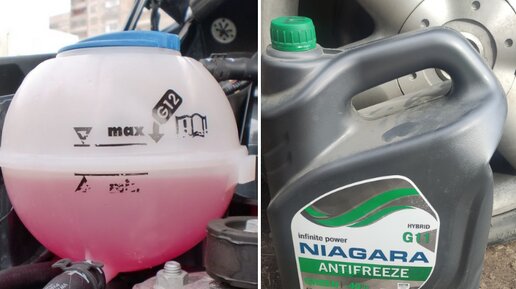 max
G12
min.
HYBRID
infinite power
G11
NIAGARA
ANTIFREEZE